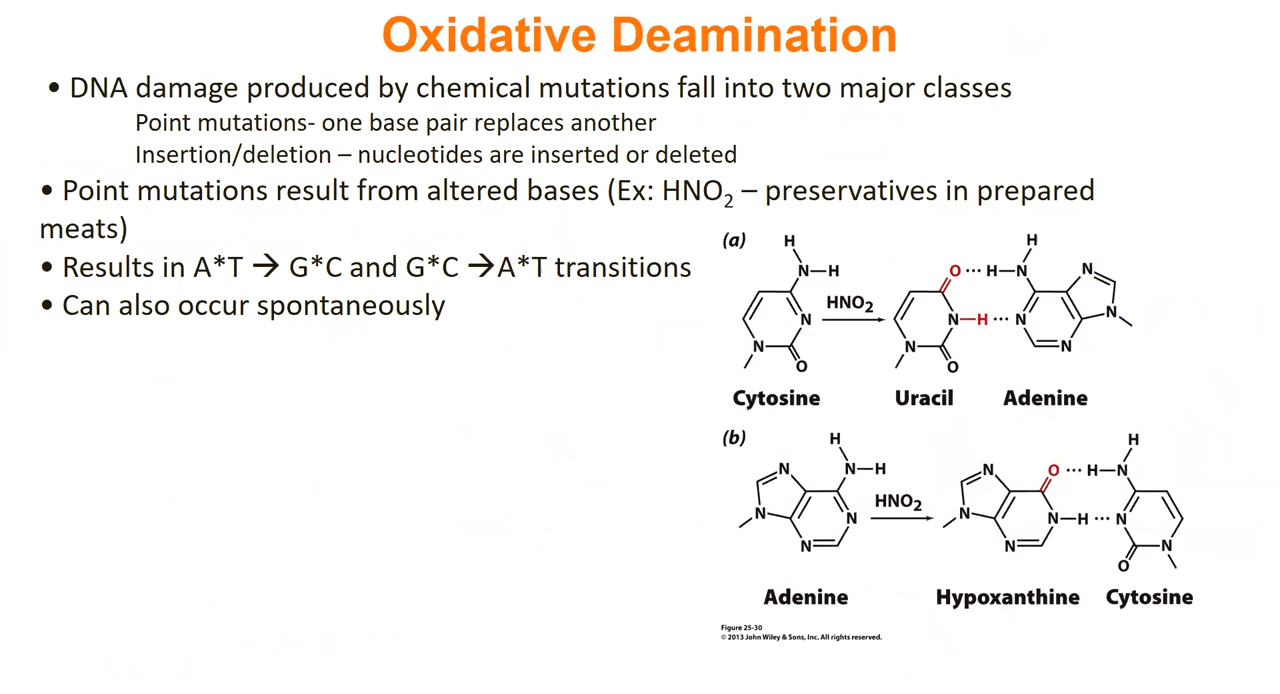 Oxidative Deamination
• DNA damage produced by chemical mutations fall into two major classes
Point mutations- one base pair replaces another
Insertion/deletion – nucleotides are inserted or deleted
• Point mutations result from altered bases (Ex: HNO₂ – preservatives in prepared
meats)
• Results in A*T → G*C and G*C →A*T transitions
• Can also occur spontaneously
(a)
H
H
N—H
O ··· H—N
N
HNO₂
N
N—H ··· N
N
N
N
N
O
O
Cytosine
Uracil
Adenine
(b)
H
H
N
N—H
N
O ··· H—N
HNO₂
N
N
N
N—H ··· N
N
N
N
O
Adenine
Hypoxanthine
Cytosine
Figure 25-30
© 2013 John Wiley & Sons, Inc. All rights reserved.